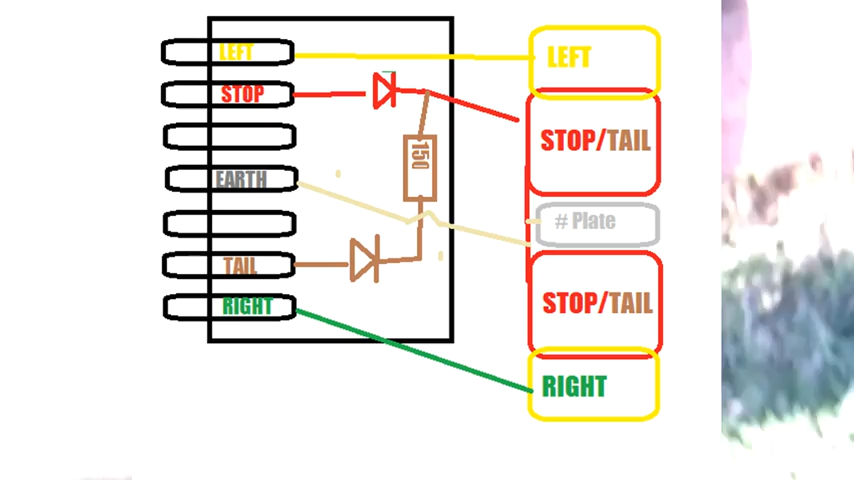 LEFT
STOP
EARTH
TAIL
RIGHT
150
LEFT
STOP/TAIL
# Plate
STOP/TAIL
RIGHT